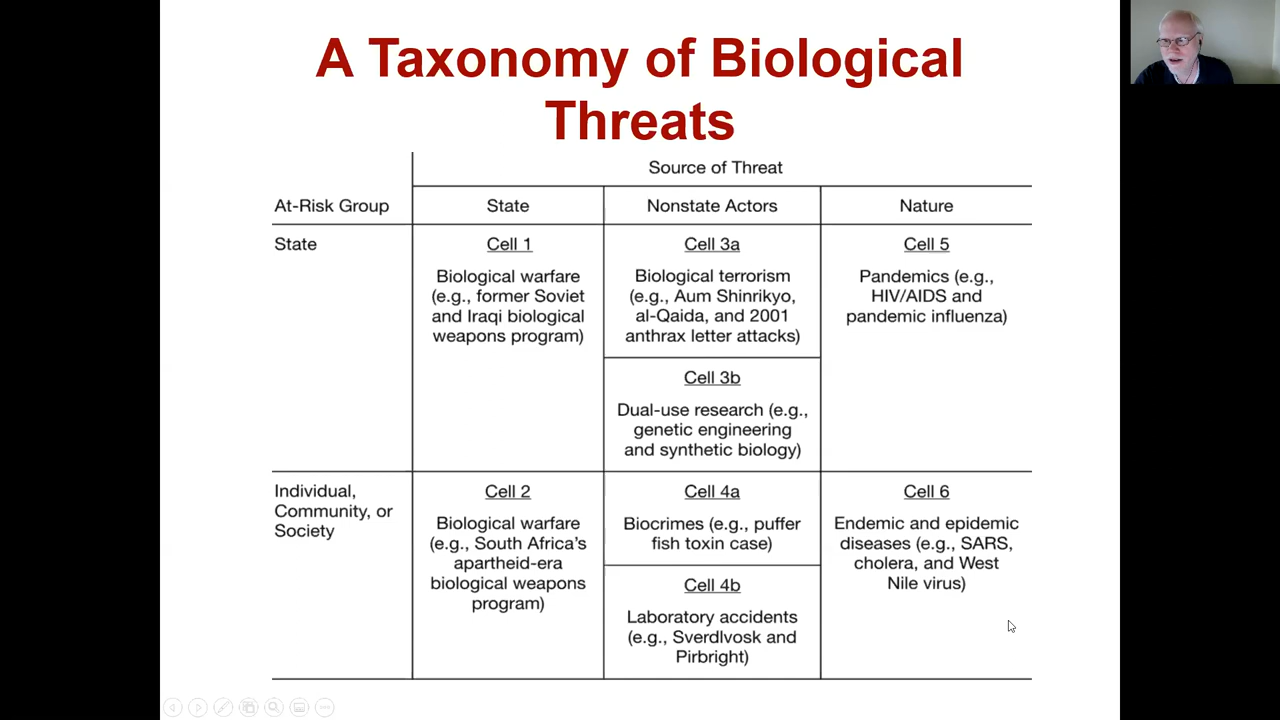 A Taxonomy of Biological
Threats
Source of Threat
At-Risk Group
State
Nonstate Actors
Nature
State
Cell 1
Biological warfare
(e.g., former Soviet
and Iraqi biological
weapons program)
Cell 3a
Biological terrorism
(e.g., Aum Shinrikyo,
al-Qaida, and 2001
anthrax letter attacks)
Cell 3b
Dual-use research (e.g.,
genetic engineering
and synthetic biology)
Cell 5
Pandemics (e.g.,
HIV/AIDS and
pandemic influenza)
Individual,
Community, or
Society
Cell 2
Biological warfare
(e.g., South Africa's
apartheid-era
biological weapons
program)
Cell 4a
Biocrimes (e.g., puffer
fish toxin case)
Cell 4b
Laboratory accidents
(e.g., Sverdlvosk and
Pirbright)
Cell 6
Endemic and epidemic
diseases (e.g., SARS,
cholera, and West
Nile virus)